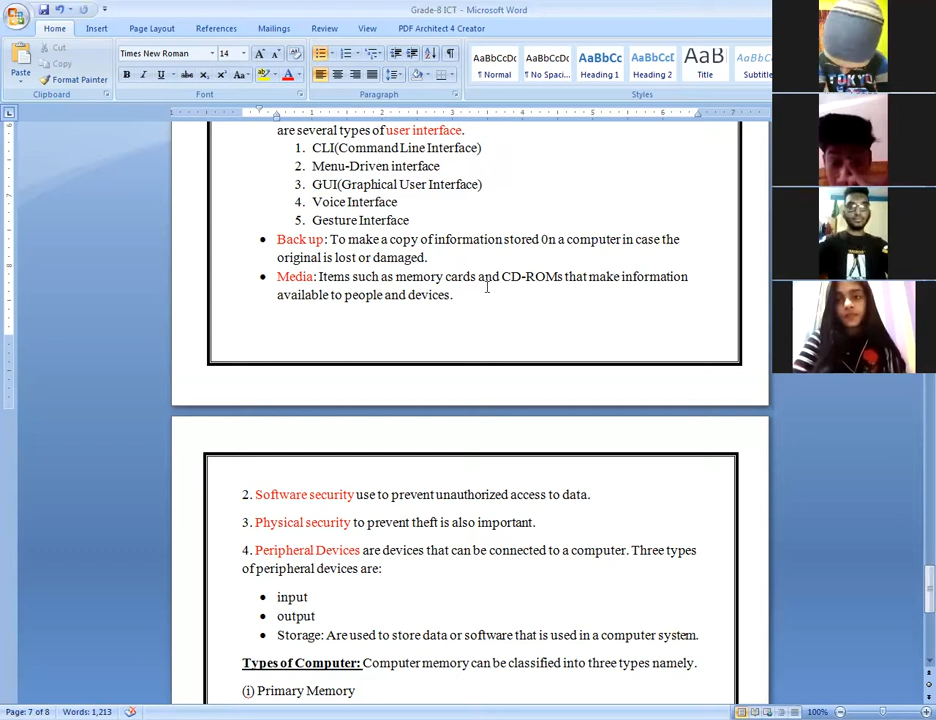 Grade-8 ICT - Microsoft Word
Home Insert Page Layout References Mailings Review View PDF Architect 4 Creator
Cut
Copy
Format Painter
Paste
Clipboard
Times New Roman 14
Font
Paragraph
AaBbCcDc AaBbCcDc AaBbCc AaBbCc AaB AaBbCc
¶ Normal ¶ No Spaci... Heading 1 Heading 2 Title Subtitle
Styles
are several types of user interface.
1. CLI(Command Line Interface)
2. Menu-Driven interface
3. GUI(Graphical User Interface)
4. Voice Interface
5. Gesture Interface
• Back up: To make a copy of information stored 0n a computer in case the
original is lost or damaged.
• Media: Items such as memory cards and CD-ROMs that make information
available to people and devices.
2. Software security use to prevent unauthorized access to data.
3. Physical security to prevent theft is also important.
4. Peripheral Devices are devices that can be connected to a computer. Three types
of peripheral devices are:
• input
• output
• Storage: Are used to store data or software that is used in a computer system.
Types of Computer: Computer memory can be classified into three types namely.
(i) Primary Memory
Page: 7 of 8 Words: 1,213
100%
TOKYO